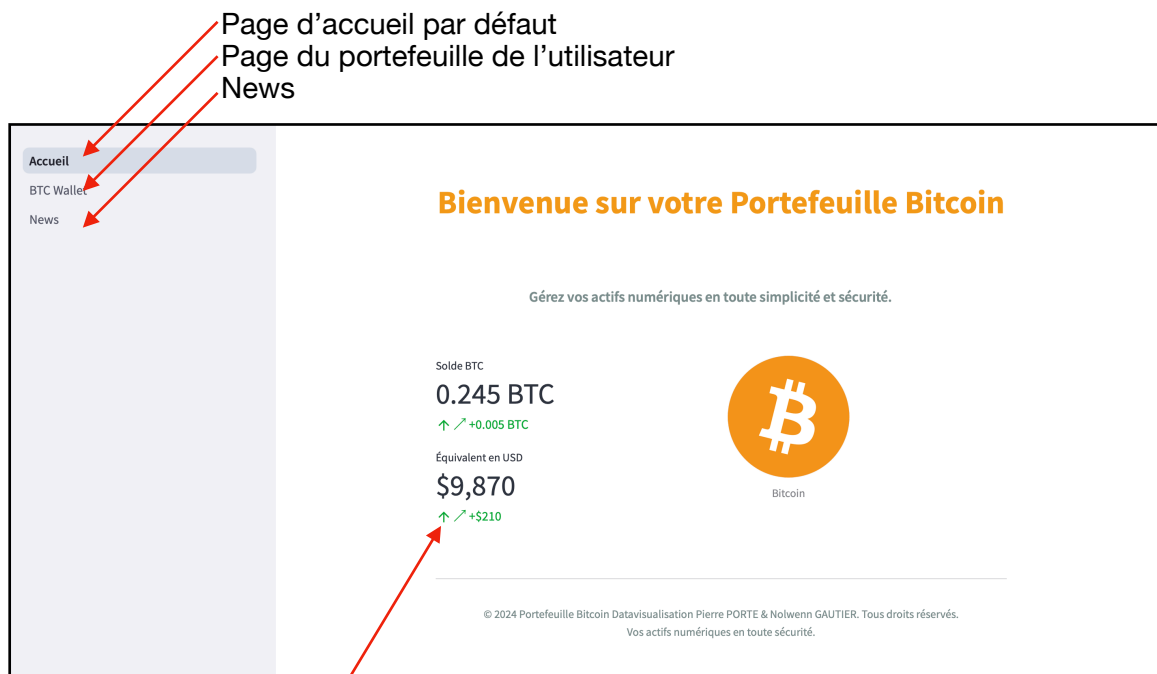 Page d’accueil par défaut
Page du portefeuille de l’utilisateur
News
Accueil
BTC Wallet
News
Bienvenue sur votre Portefeuille Bitcoin
Gérez vos actifs numériques en toute simplicité et sécurité.
Solde BTC
0.245 BTC
↑ ↗ +0.005 BTC
Équivalent en USD
$9,870
↑ ↗ +$210
Bitcoin
© 2024 Portefeuille Bitcoin Datavisualisation Pierre PORTE & Nolwenn GAUTIER. Tous droits réservés.
Vos actifs numériques en toute sécurité.